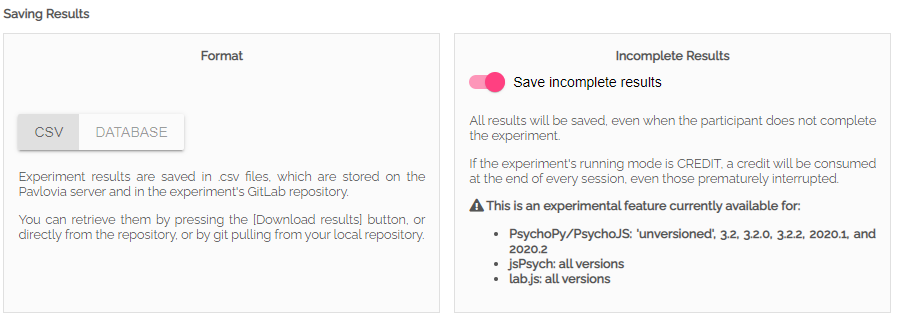 Saving Results
Format
CSV
DATABASE
Experiment results are saved in .csv files, which are stored on the
Pavlovia server and in the experiment's GitLab repository.
You can retrieve them by pressing the [Download results] button, or
directly from the repository, or by git pulling from your local repository.
Incomplete Results
Save incomplete results
All results will be saved, even when the participant does not complete
the experiment.
If the experiment's running mode is CREDIT, a credit will be consumed
at the end of every session, even those prematurely interrupted.
This is an experimental feature currently available for:
PsychoPy/PsychoJS: 'unversioned', 3.2, 3.2.0, 3.2.2, 2020.1, and
2020.2
jsPsych: all versions
lab.js: all versions